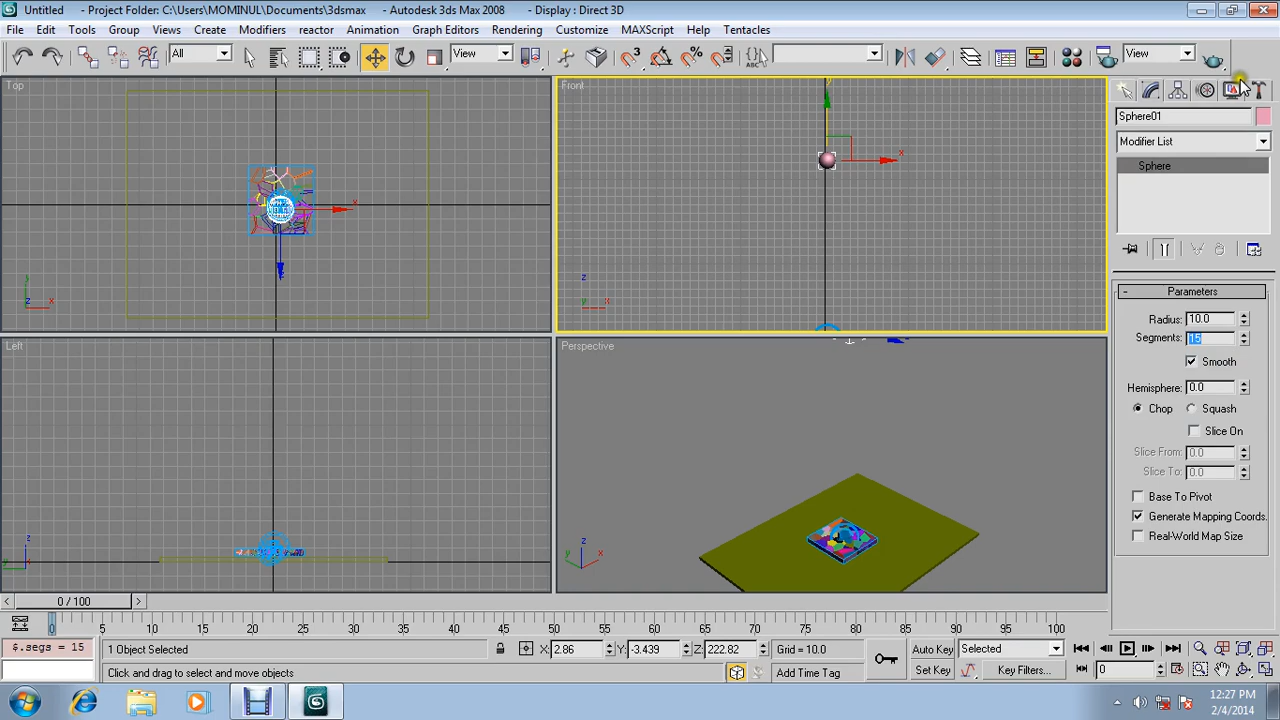 Untitled - Project Folder: C:\Users\MOMINUL\Documents\3dsmax - Autodesk 3ds Max 2008 - Display : Direct 3D
File Edit Tools Group Views Create Modifiers reactor Animation Graph Editors Rendering Customize MAXScript Help Tentacles
All View View
Top
Front
Left
Perspective
Sphere01
Modifier List
Sphere
- Parameters
Radius: 10.0
Segments: 15
Smooth
Hemisphere: 0.0
Chop Squash
Slice On
Slice From: 0.0
Slice To: 0.0
Base To Pivot
Generate Mapping Coords.
Real-World Map Size
0 / 100
0 5 10 15 20 25 30 35 40 45 50 55 60 65 70 75 80 85 90 95 100
$.segs = 15
1 Object Selected X: 2.86 Y: -3.439 Z: 222.82 Grid = 10.0 Auto Key Selected
Click and drag to select and move objects Add Time Tag Set Key Key Filters... 0
12:27 PM
2/4/2014